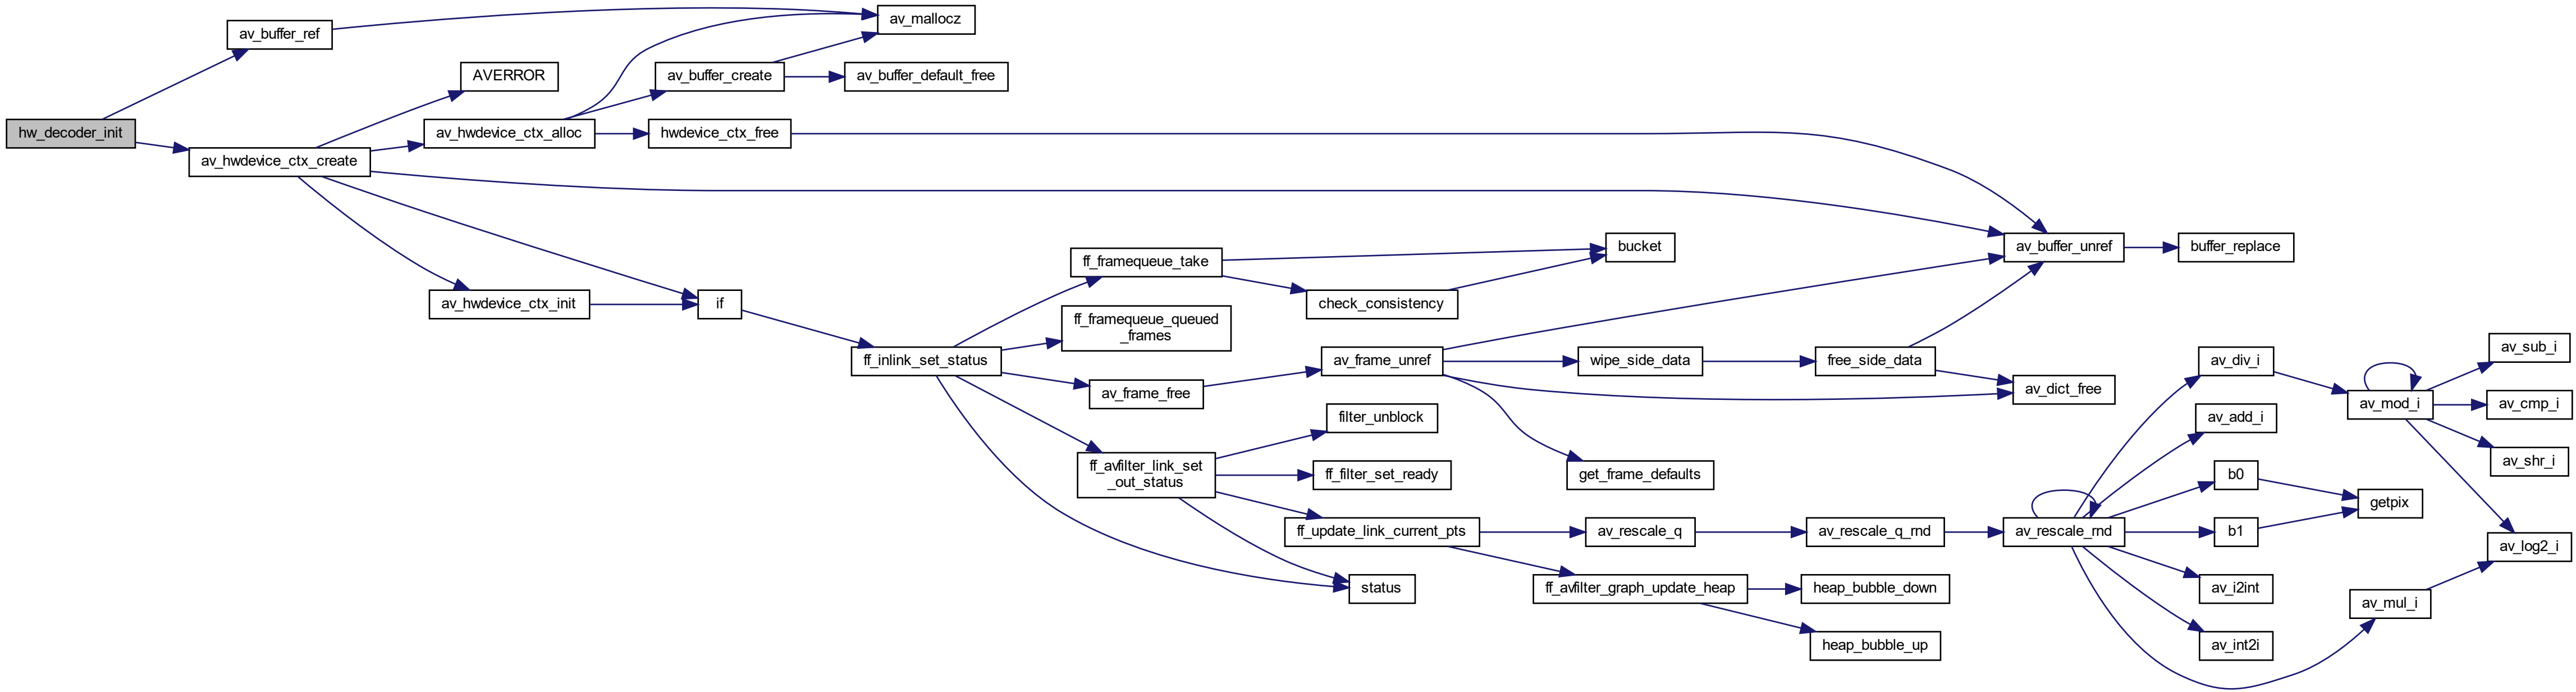 hw_decoder_init
av_buffer_ref
av_hwdevice_ctx_create
AVERROR
av_hwdevice_ctx_alloc
av_hwdevice_ctx_init
av_mallocz
av_buffer_create
av_buffer_default_free
hwdevice_ctx_free
if
ff_inlink_set_status
ff_framequeue_take
ff_framequeue_queued
_frames
av_frame_free
ff_avfilter_link_set
_out_status
bucket
check_consistency
av_frame_unref
filter_unblock
ff_filter_set_ready
ff_update_link_current_pts
status
wipe_side_data
get_frame_defaults
av_rescale_q
ff_avfilter_graph_update_heap
free_side_data
av_rescale_q_rnd
heap_bubble_down
heap_bubble_up
av_buffer_unref
buffer_replace
av_dict_free
av_rescale_rnd
av_div_i
av_add_i
b0
b1
av_i2int
av_int2i
getpix
av_mod_i
av_mul_i
av_sub_i
av_cmp_i
av_shr_i
av_log2_i